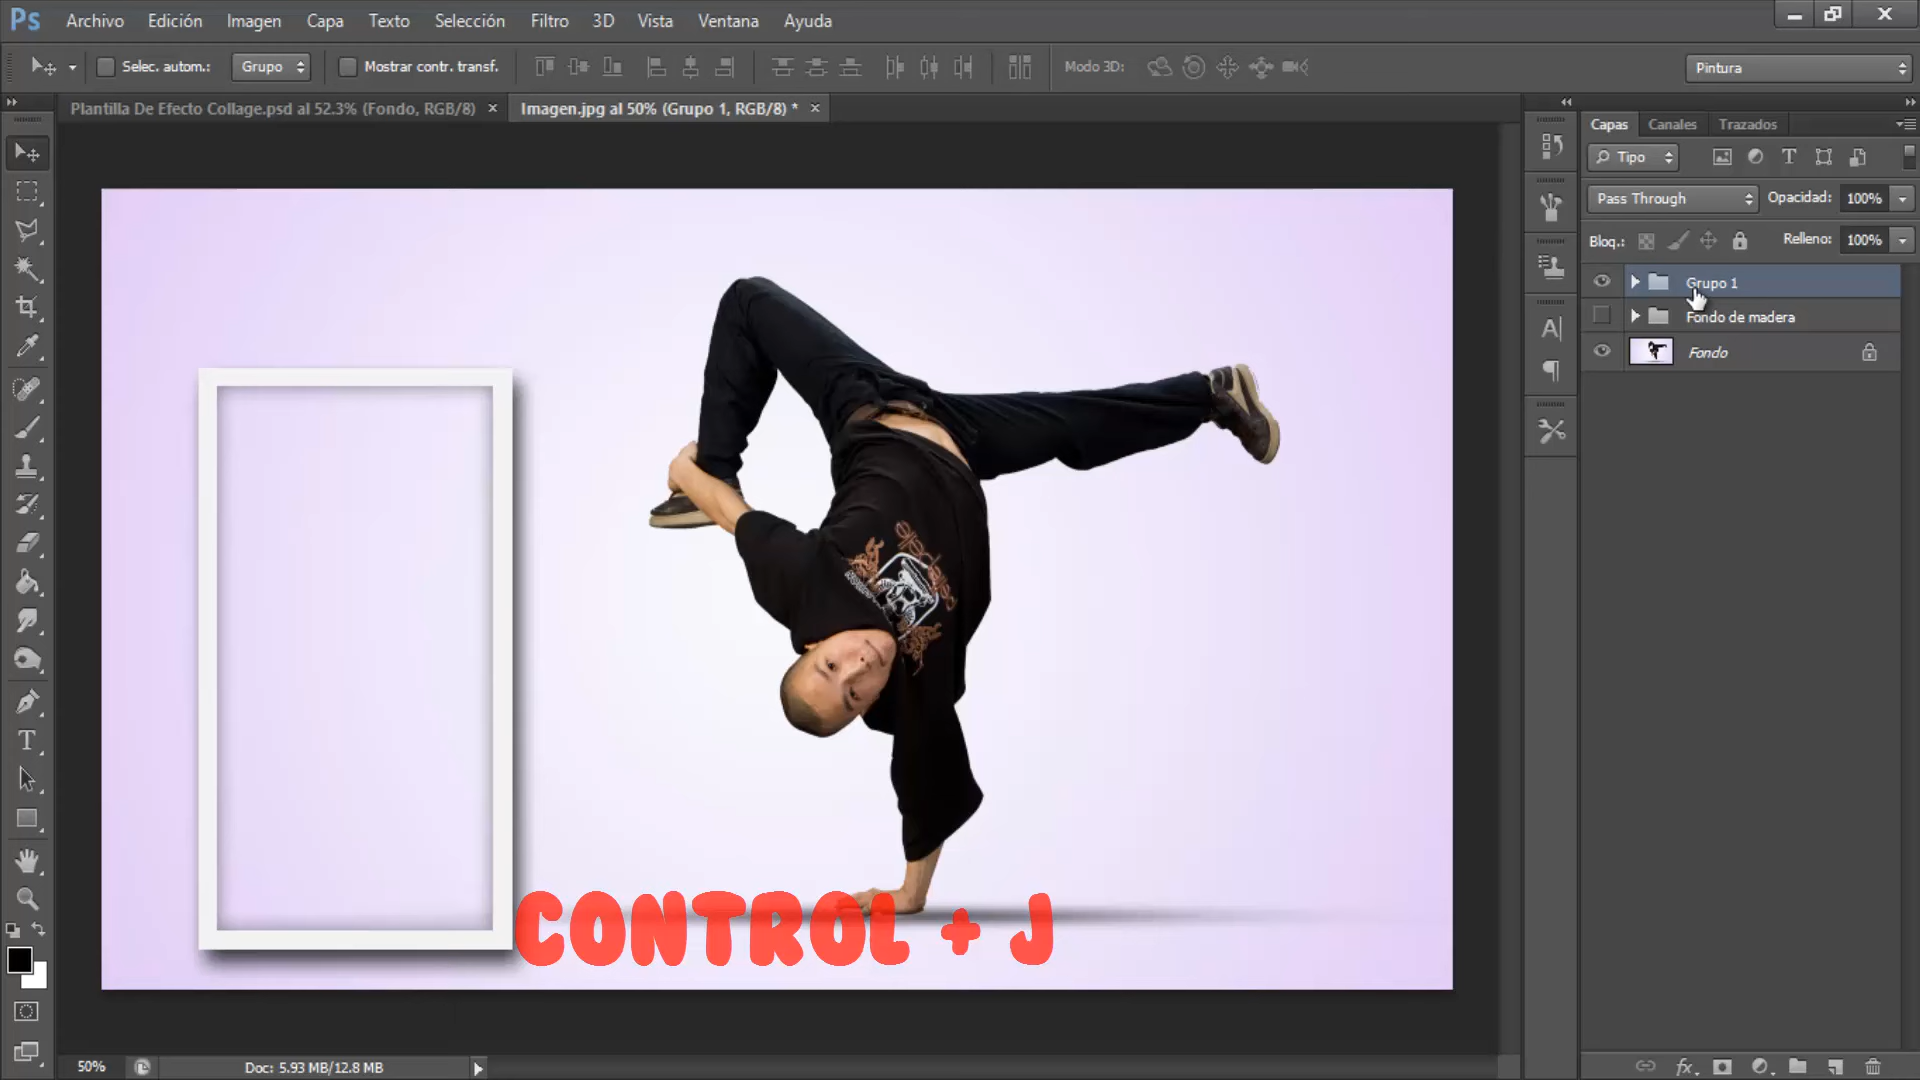 Ps Archivo Edición Imagen Capa Texto Selección Filtro 3D Vista Ventana Ayuda
Selec. autom.: Grupo Mostrar contr. transf. Modo 3D: Pintura
Plantilla De Efecto Collage.psd al 52.3% (Fondo, RGB/8) × Imagen.jpg al 50% (Grupo 1, RGB/8) * ×
Capas Canales Trazados
Tipo
Pass Through Opacidad: 100%
Bloq.: Relleno: 100%
Grupo 1
Fondo de madera
Fondo
CONTROL + J
50% Doc: 5.93 MB/12.8 MB